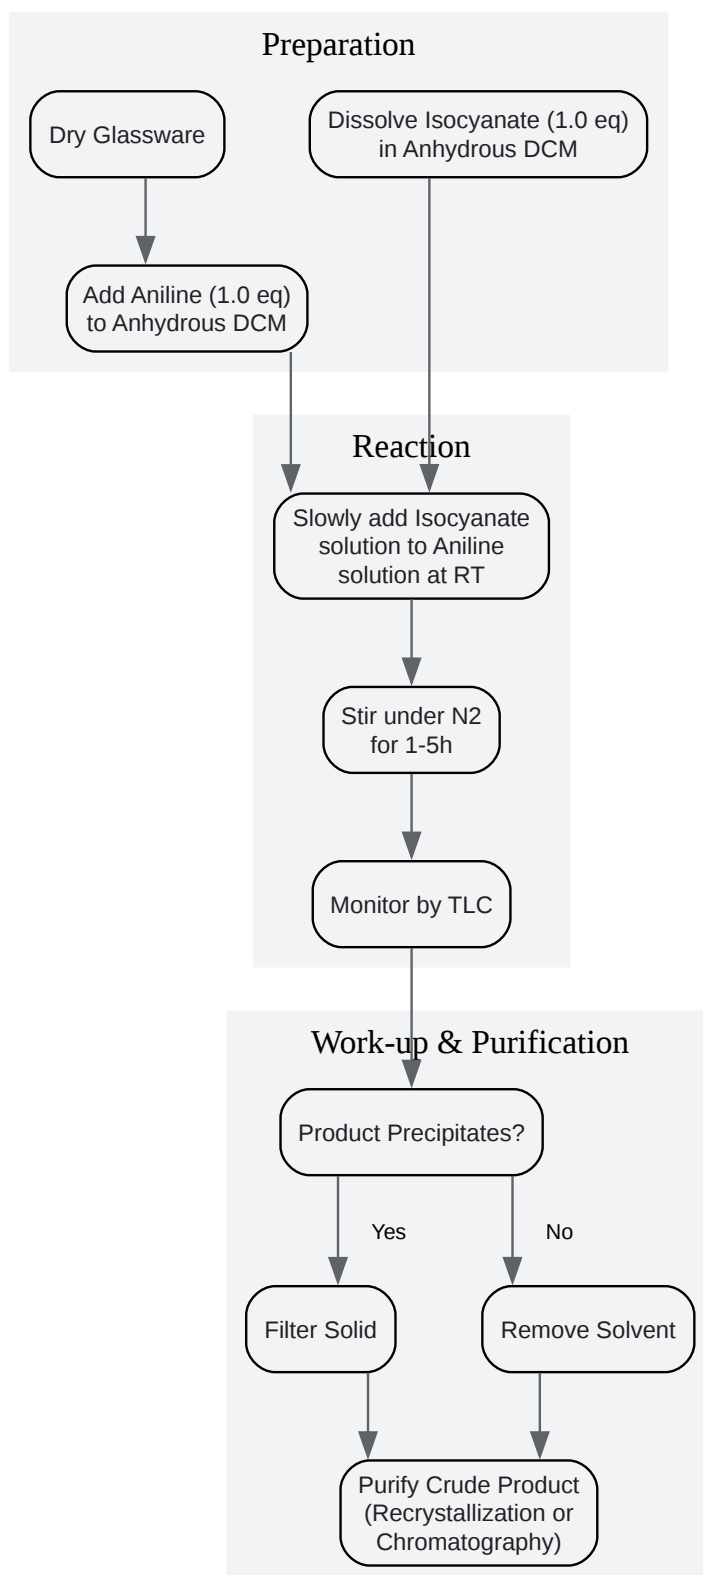 Preparation
Dry Glassware
Dissolve Isocyanate (1.0 eq)
in Anhydrous DCM
Add Aniline (1.0 eq)
to Anhydrous DCM
Reaction
Slowly add Isocyanate
solution to Aniline
solution at RT
Stir under N2
for 1-5h
Monitor by TLC
Work-up & Purification
Product Precipitates?
Yes
No
Filter Solid
Remove Solvent
Purify Crude Product
(Recrystallization or
Chromatography)